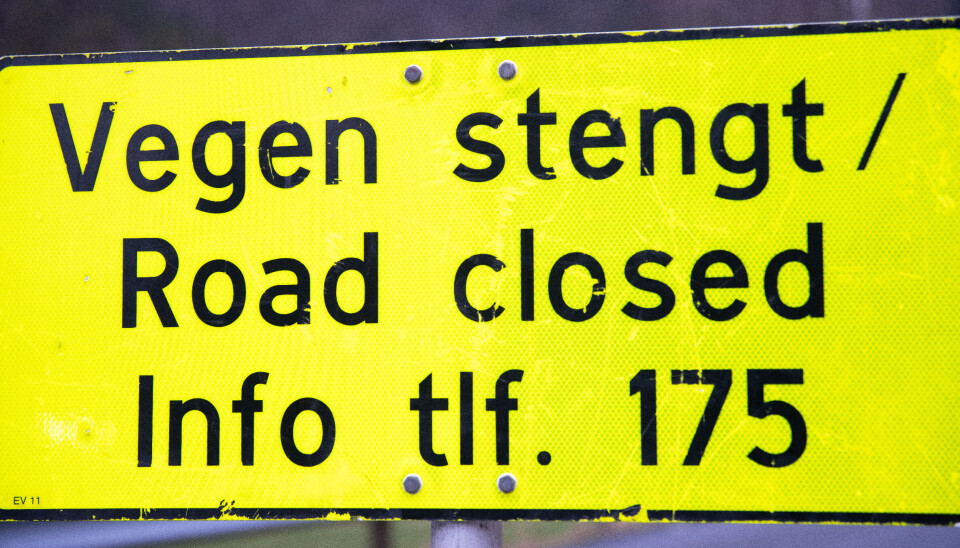 Vegen stengt /
Road closed
Info tlf. 175
EV 11